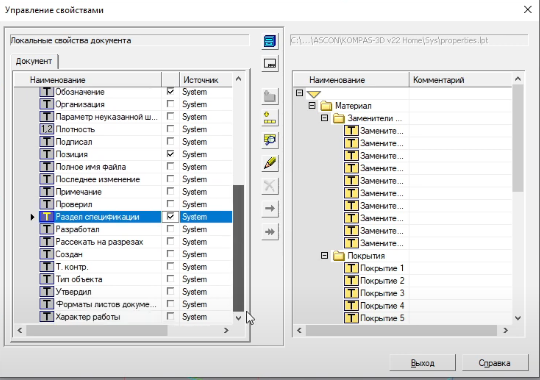 Управление свойствами
Локальные свойства документа
C:\...\ASCON\KOMPAS-3D v22 Home\Sys\properties.lpt
Документ
Наименование Источник
Обозначение System
Организация System
Параметр неуказанной ш... System
1,2 Плотность System
Подписал System
Позиция System
Полное имя файла System
Последнее изменение System
Примечание System
Проверил System
Раздел спецификации System
Разработал System
Рассекать на разрезах System
Создан System
Т. контр. System
Тип объекта System
Утвердил System
Форматы листов докуме... System
Характер работы System
Наименование Комментарий
Материал
Заменители ...
Замените...
Замените...
Замените...
Замените...
Замените...
Замените...
Замените...
Замените...
Замените...
Замените...
Покрытия
Покрытие 1
Покрытие 2
Покрытие 3
Покрытие 4
Покрытие 5
Выход
Справка